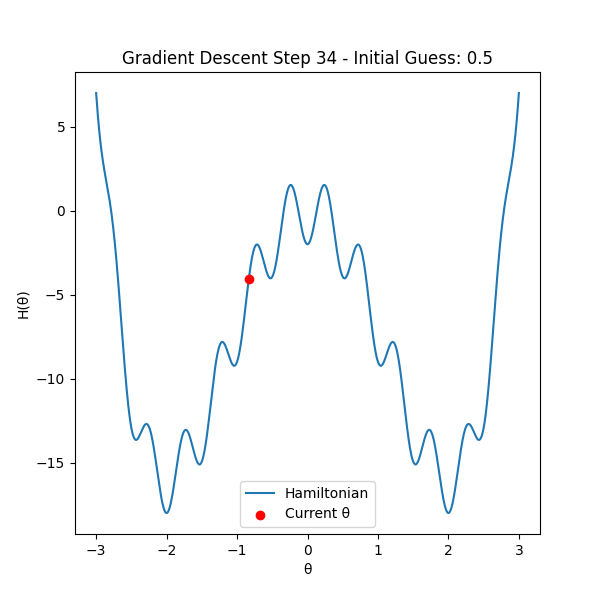 Gradient Descent Step 34 - Initial Guess: 0.5
H(θ)
5
0
−5
−10
−15
Hamiltonian
Current θ
−3 −2 −1 0 1 2 3
θ